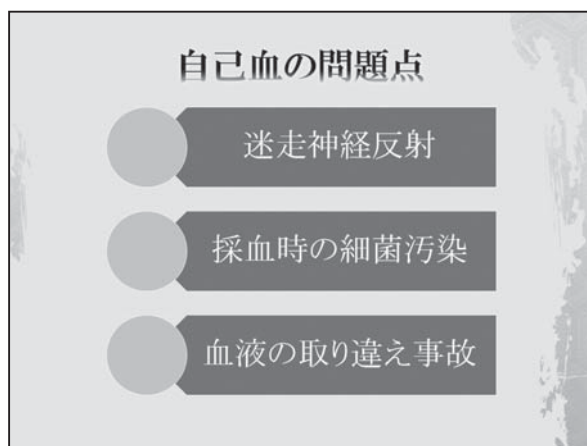 自己血の問題点
迷走神経反射
採血時の細菌汚染
血液の取り違え事故